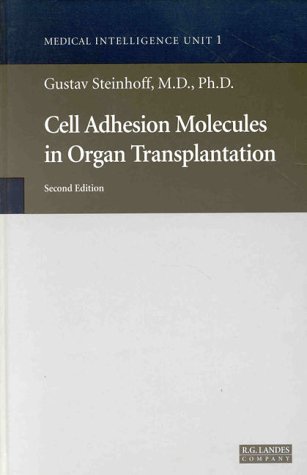 MEDICAL INTELLIGENCE UNIT 1
Gustav Steinhoff, M.D., Ph.D.
Cell Adhesion Molecules
in Organ Transplantation
Second Edition
R.G. LANDES
COMPANY